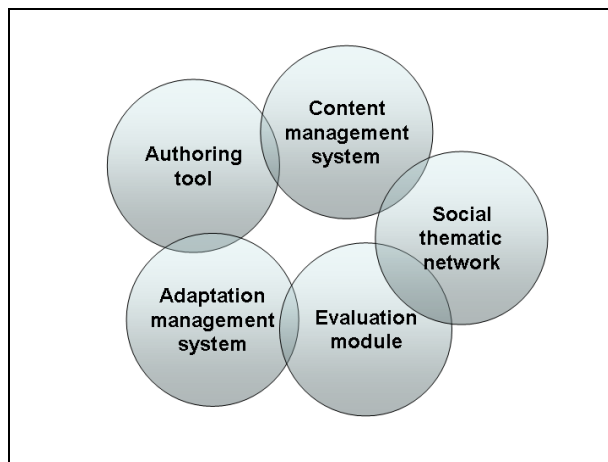 Content
management
system
Authoring
tool
Social
thematic
network
Adaptation
management
system
Evaluation
module